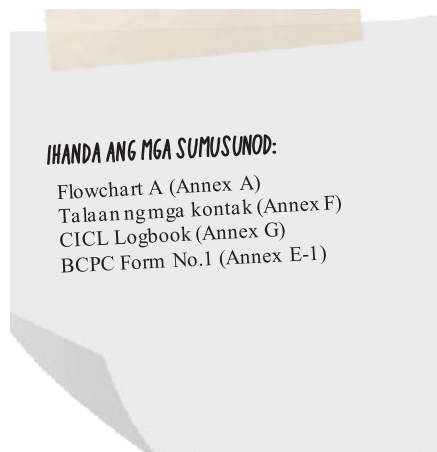 IHANDA ANG MGA SUMUSUNOD:
Flowchart A (Annex A)
Talaan ng mga kontak (Annex F)
CICL Logbook (Annex G)
BCPC Form No.1 (Annex E-1)